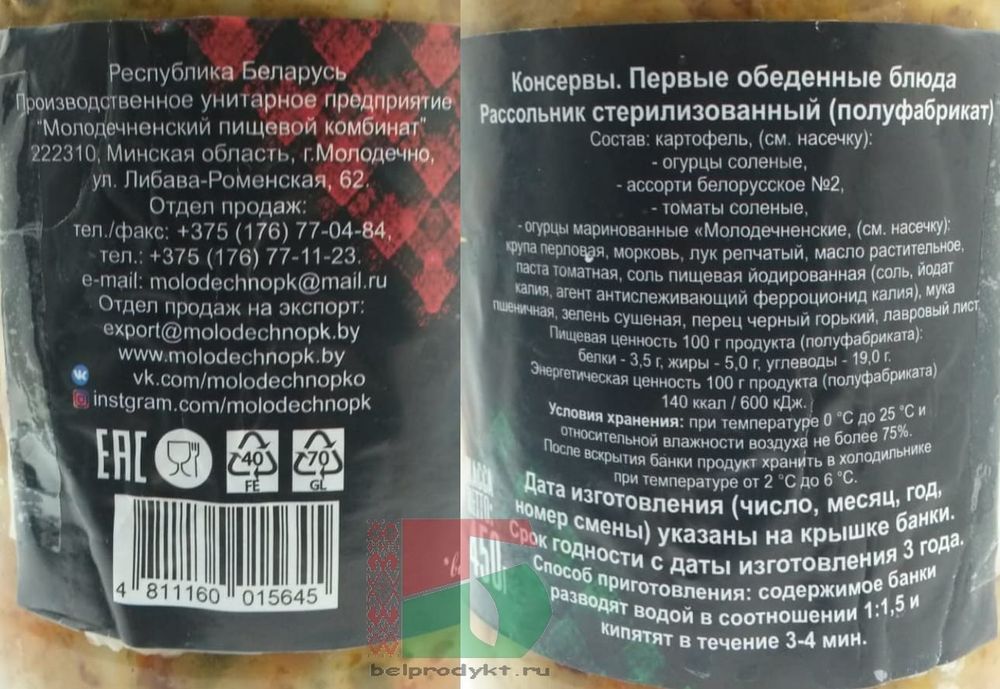 Республика Беларусь
Производственное унитарное предприятие
"Молодечненский пищевой комбинат"
222310, Минская область, г.Молодечно,
ул. Либава-Роменская, 62.
Отдел продаж:
тел./факс: +375 (176) 77-04-84,
тел.: +375 (176) 77-11-23.
e-mail: molodechnopk@mail.ru
Отдел продаж на экспорт:
export@molodechnopk.by
www.molodechnopk.by
vk.com/molodechnopko
instgram.com/molodechnopk
EAC
40
FE
70
GL
4 811160 015645
Консервы. Первые обеденные блюда
Рассольник стерилизованный (полуфабрикат)
Состав: картофель, (см. насечку):
- огурцы соленые,
- ассорти белорусское №2,
- томаты соленые,
- огурцы маринованные «Молодечненские, (см. насечку):
крупа перловая, морковь, лук репчатый, масло растительное,
паста томатная, соль пищевая йодированная (соль, йодат
калия, агент антислеживающий ферроционид калия), мука
пшеничная, зелень сушеная, перец черный горький, лавровый лист
Пищевая ценность 100 г продукта (полуфабриката):
белки - 3,5 г, жиры - 5,0 г, углеводы - 19,0 г.
Энергетическая ценность 100 г продукта (полуфабриката)
140 ккал / 600 кДж.
Условия хранения: при температуре 0 °С до 25 °С и
относительной влажности воздуха не более 75%.
После вскрытия банки продукт хранить в холодильнике
при температуре от 2 °С до 6 °С.
Дата изготовления (число, месяц, год,
номер смены) указаны на крышке банки.
Срок годности с даты изготовления 3 года.
Способ приготовления: содержимое банки
разводят водой в соотношении 1:1,5 и
кипятят в течение 3-4 мин.
450г
belprodykt.ru